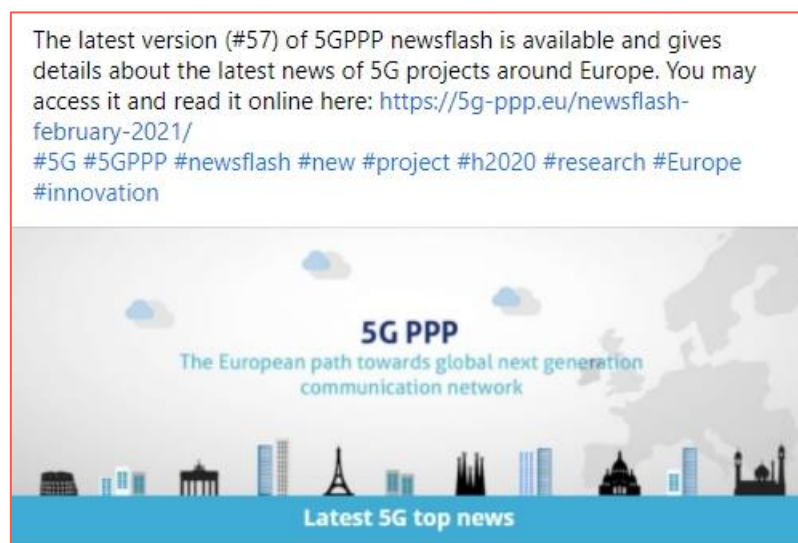 The latest version (#57) of 5GPPP newsflash is available and gives
details about the latest news of 5G projects around Europe. You may
access it and read it online here: https://5g-ppp.eu/newsflash-
february-2021/
#5G #5GPPP #newsflash #new #project #h2020 #research #Europe
#innovation
5G PPP
The European path towards global next generation
communication network
Latest 5G top news